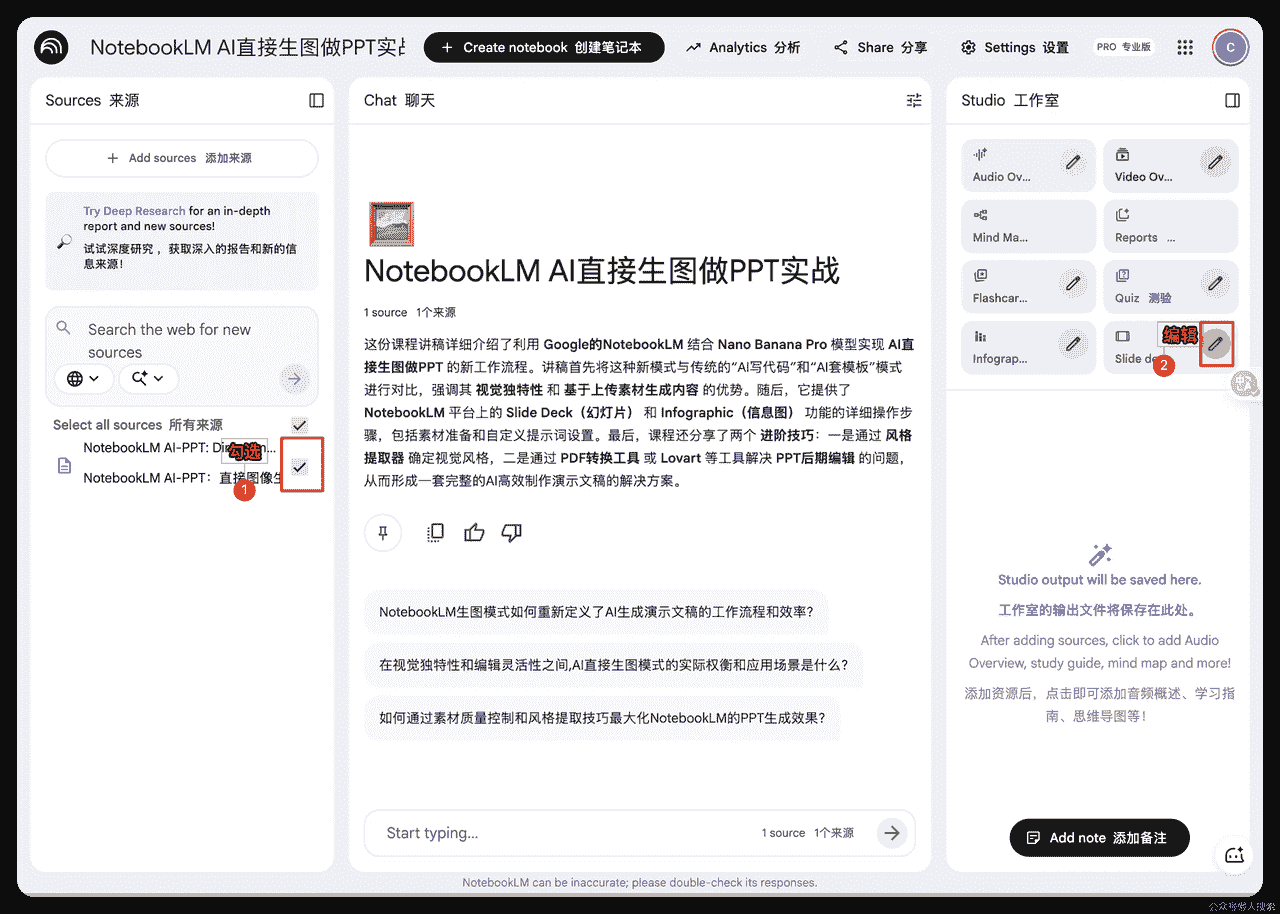 NotebookLM AI直接生图做PPT实战
Create notebook 创建笔记本
Analytics 分析
Share 分享
Settings 设置
PRO 专业版
C
Sources 来源
Add sources 添加来源
Try Deep Research for an in-depth
report and new sources!
试试深度研究，获取深入的报告和新的信
息来源！
Search the web for new
sources
Select all sources 所有来源
NotebookLM AI-PPT:
勾选
NotebookLM AI-PPT：直接图像生
1
Chat 聊天
NotebookLM AI直接生图做PPT实战
1 source 1个来源
这份课程讲稿详细介绍了利用 Google的NotebookLM 结合 Nano Banana Pro 模型实现 AI直
接生图做PPT 的新工作流程。讲稿首先将这种新模式与传统的“AI写代码”和“AI套模板”模式
进行对比，强调其 视觉独特性 和 基于上传素材生成内容 的优势。随后，它提供了
NotebookLM 平台上的 Slide Deck（幻灯片） 和 Infographic（信息图） 功能的详细操作步
骤，包括素材准备和自定义提示词设置。最后，课程还分享了两个 进阶技巧：一是通过 风格
提取器 确定视觉风格，二是通过 PDF转换工具 或 Lovart 等工具解决 PPT后期编辑 的问题，
从而形成一套完整的AI高效制作演示文稿的解决方案。
NotebookLM生图模式如何重新定义了AI生成演示文稿的工作流程和效率？
在视觉独特性和编辑灵活性之间,AI直接生图模式的实际权衡和应用场景是什么？
如何通过素材质量控制和风格提取技巧最大化NotebookLM的PPT生成效果？
Start typing...
1 source 1个来源
NotebookLM can be inaccurate; please double-check its responses.
Studio 工作室
Audio Ov...
Video Ov...
Mind Ma...
Reports ...
Flashcar...
Quiz 测验
Infograp...
Slide de
编辑
2
Studio output will be saved here.
工作室的输出文件将保存在此处。
After adding sources, click to add Audio
Overview, study guide, mind map and more!
添加资源后，点击即可添加音频概述、学习指
南、思维导图等！
Add note 添加备注